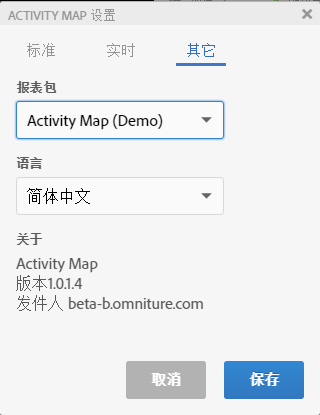 ACTIVITY MAP 设置
标准 实时 其它
报表包
Activity Map (Demo)
语言
简体中文
关于
Activity Map
版本1.0.1.4
发件人 beta-b.omniture.com
取消 保存